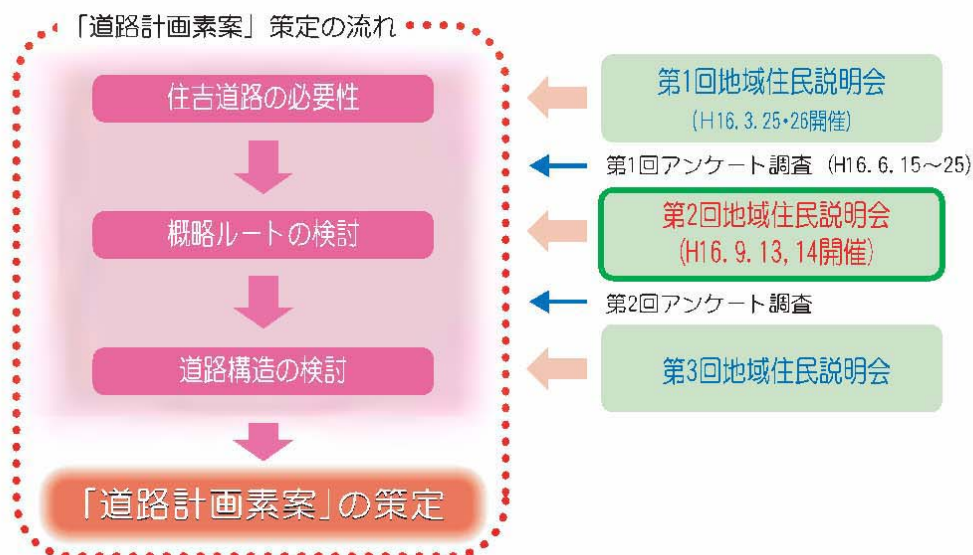 「道路計画素案」策定の流れ
住吉道路の必要性
第1回地域住民説明会
(H16.3.25・26開催)
第1回アンケート調査 (H16.6.15～25)
概略ルートの検討
第2回地域住民説明会
(H16.9.13,14開催)
第2回アンケート調査
道路構造の検討
第3回地域住民説明会
「道路計画素案」の策定